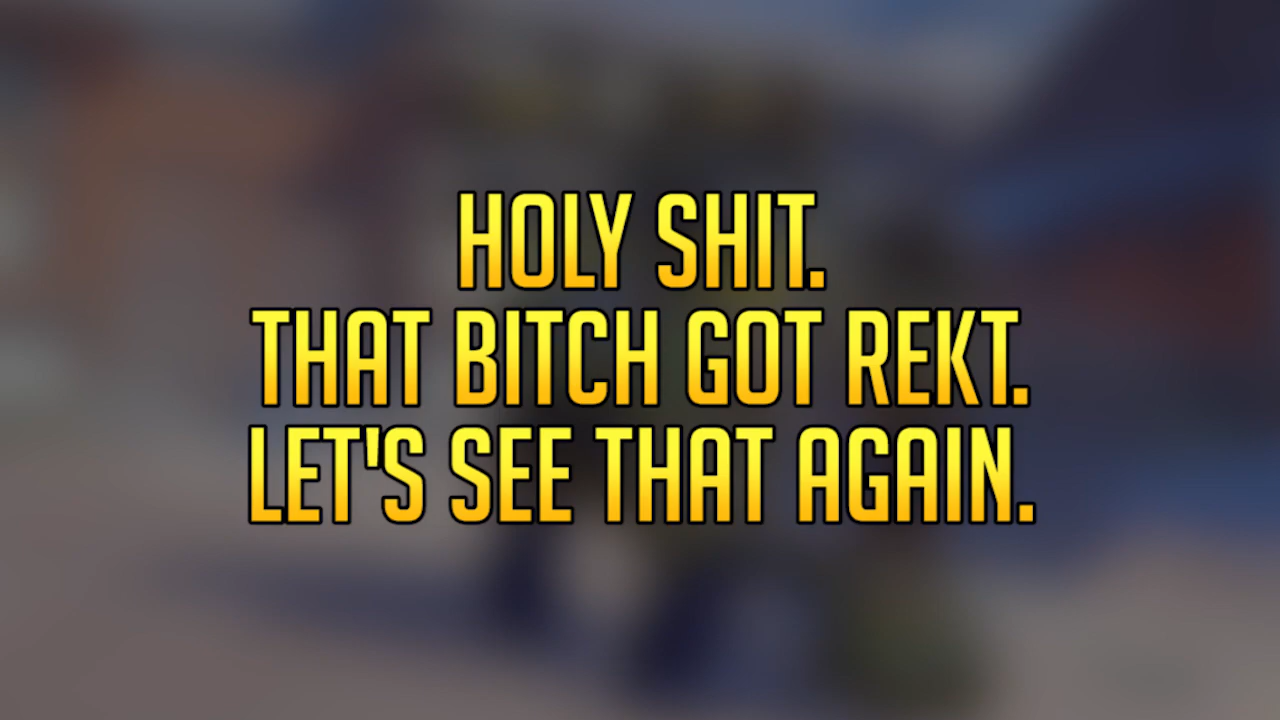 HOLY SHIT.
THAT BITCH GOT REKT.
LET'S SEE THAT AGAIN.